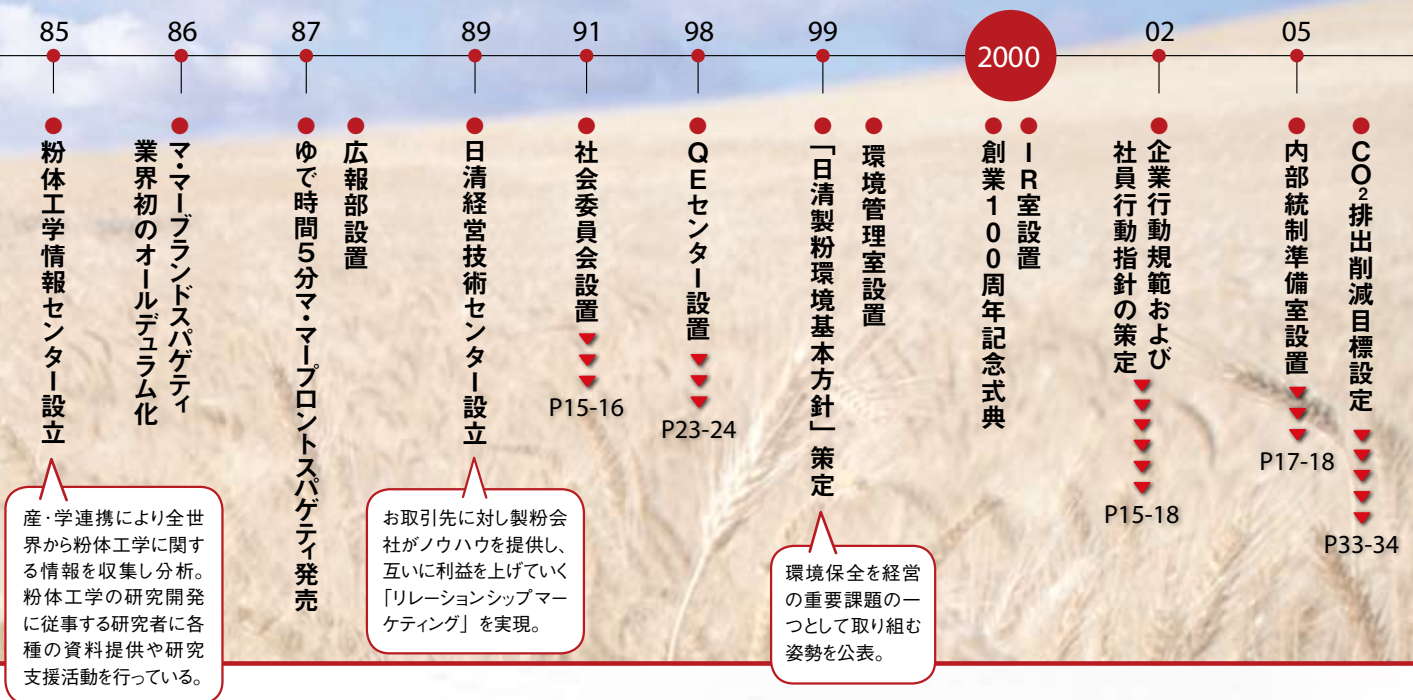 85
粉体工学情報センター設立
産・学連携により全世
界から粉体工学に関す
る情報を収集し分析。
粉体工学の研究開発
に従事する研究者に各
種の資料提供や研究
支援活動を行っている。
86
マ・マーブランドスパゲティ
業界初のオールデュラム化
87
広報部設置
ゆで時間5分マ・マープロントスパゲティ発売
89
日清経営技術センター設立
お取引先に対し製粉会
社がノウハウを提供し、
互いに利益を上げていく
「リレーションシップマー
ケティング」を実現。
91
社会委員会設置
P15-16
98
QEセンター設置
P23-24
99
環境管理室設置
「日清製粉環境基本方針」策定
環境保全を経営
の重要課題の一
つとして取り組む
姿勢を公表。
2000
IR室設置
創業100周年記念式典
02
企業行動規範および
社員行動指針の策定
P15-18
05
CO2排出削減目標設定
P33-34
内部統制準備室設置
P17-18